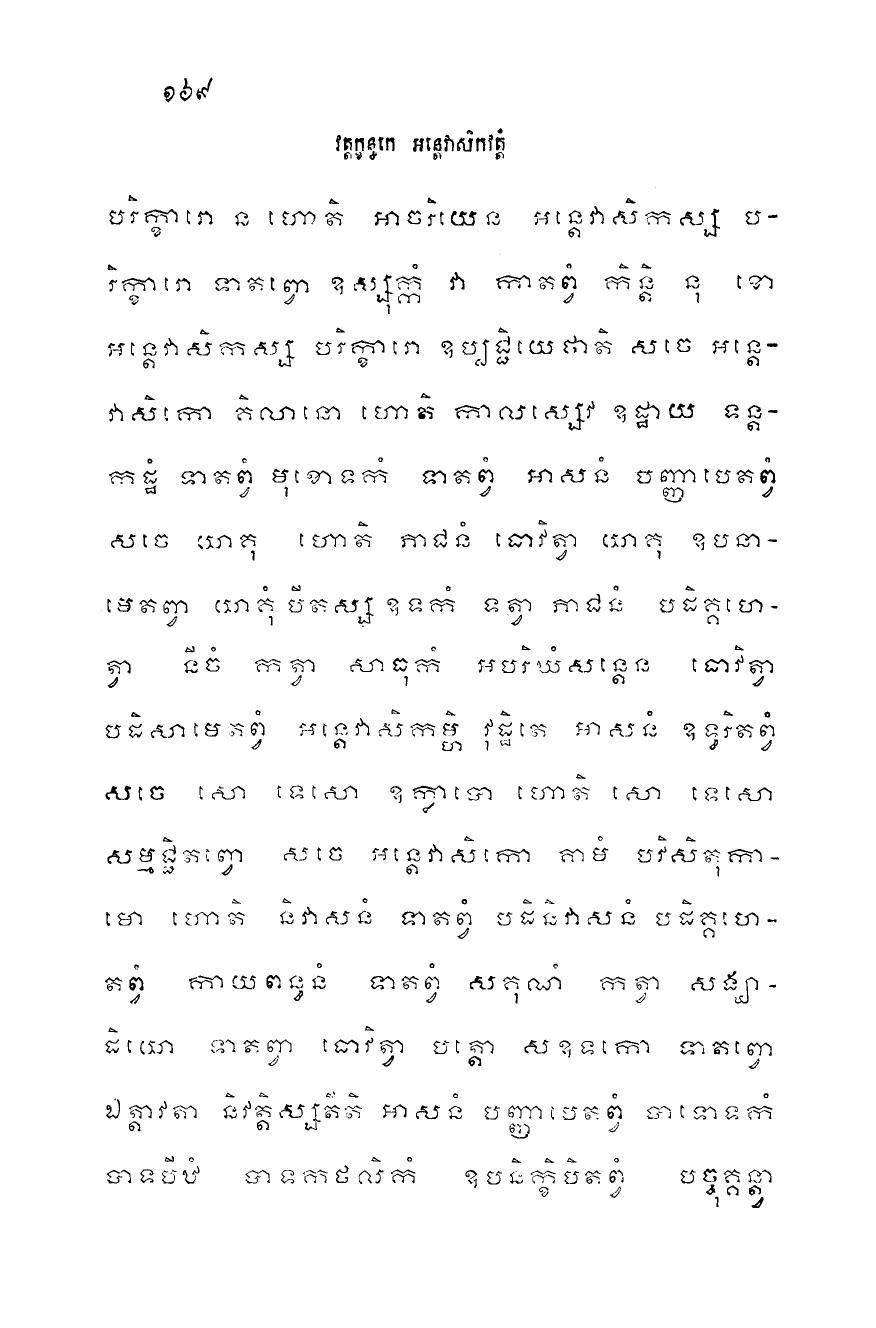 ១៦៩
វត្តក្ខន្ធកេ អន្តេវាសិកវត្តំ
បរិក្ខារោ ន ហោតិ អាចរិយេន អន្តេវាសិកស្ស ប-
រិក្ខារោ ទាតព្វោ ឧស្សុក្កំ វា កាតព្វំ កិន្តិ នុ ខោ
អន្តេវាសិកស្ស បរិក្ខារោ ឧប្បជ្ជិយេថាតិ សចេ អន្តេ-
វាសិកោ គិលានោ ហោតិ កាលស្សេវ ឧដ្ឋាយ ទន្ត-
កដ្ឋំ ទាតព្វំ មុខោទកំ ទាតព្វំ អាសនំ បញ្ញាបេតព្វំ
សចេ យាគុ ហោតិ ភាជនំ ធោវិត្វា យាគុ ឧបនា-
មេតព្វា យាគុំ បីតស្ស ឧទកំ ទត្វា ភាជនំ បដិគ្គហេ-
ត្វា នីចំ កត្វា សាធុកំ អបរិឃំសន្តេន ធោវិត្វា
បដិសាមេតព្វំ អន្តេវាសិកម្ហិ វុដ្ឋិតេ អាសនំ ឧទ្ធរិតព្វំ
សចេ សោ ទេសោ ឧក្លាបោ ហោតិ សោ ទេសោ
សម្មជ្ជិតព្វោ សចេ អន្តេវាសិកោ គាមំ បវិសិតុកា-
មោ ហោតិ និវាសនំ ទាតព្វំ បដិនិវាសនំ បដិគ្គហេ-
តព្វំ កាយពន្ធនំ ទាតព្វំ សគុណំ កត្វា សង្ឃា-
ដិយោ ទាតព្វា ធោវិត្វា បត្តោ សឧទកោ ទាតព្វោ
ឯត្តាវតា និវត្តិស្សតីតិ អាសនំ បញ្ញាបេតព្វំ បាទោទកំ
បាទបីឋំ បាទកថលិកំ ឧបនិក្ខិបិតព្វំ បច្ចុគ្គន្ត្វា